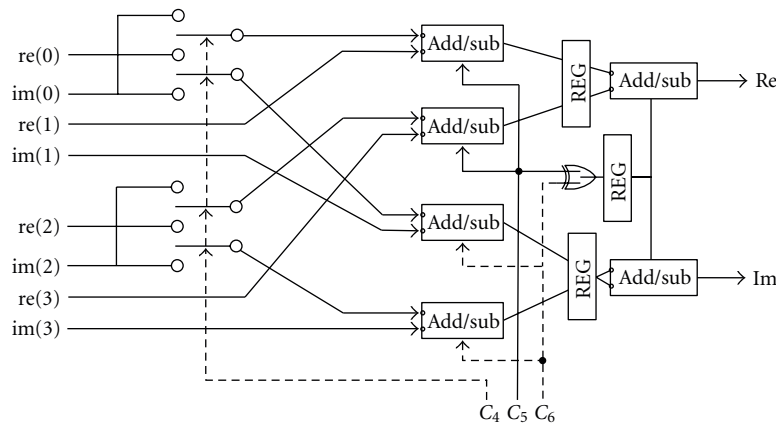 re(0)
im(0)
re(1)
im(1)
re(2)
im(2)
re(3)
im(3)
Add/sub
Add/sub
Add/sub
Add/sub
REG
REG
REG
Add/sub
Add/sub
Re
Im
C4 C5 C6